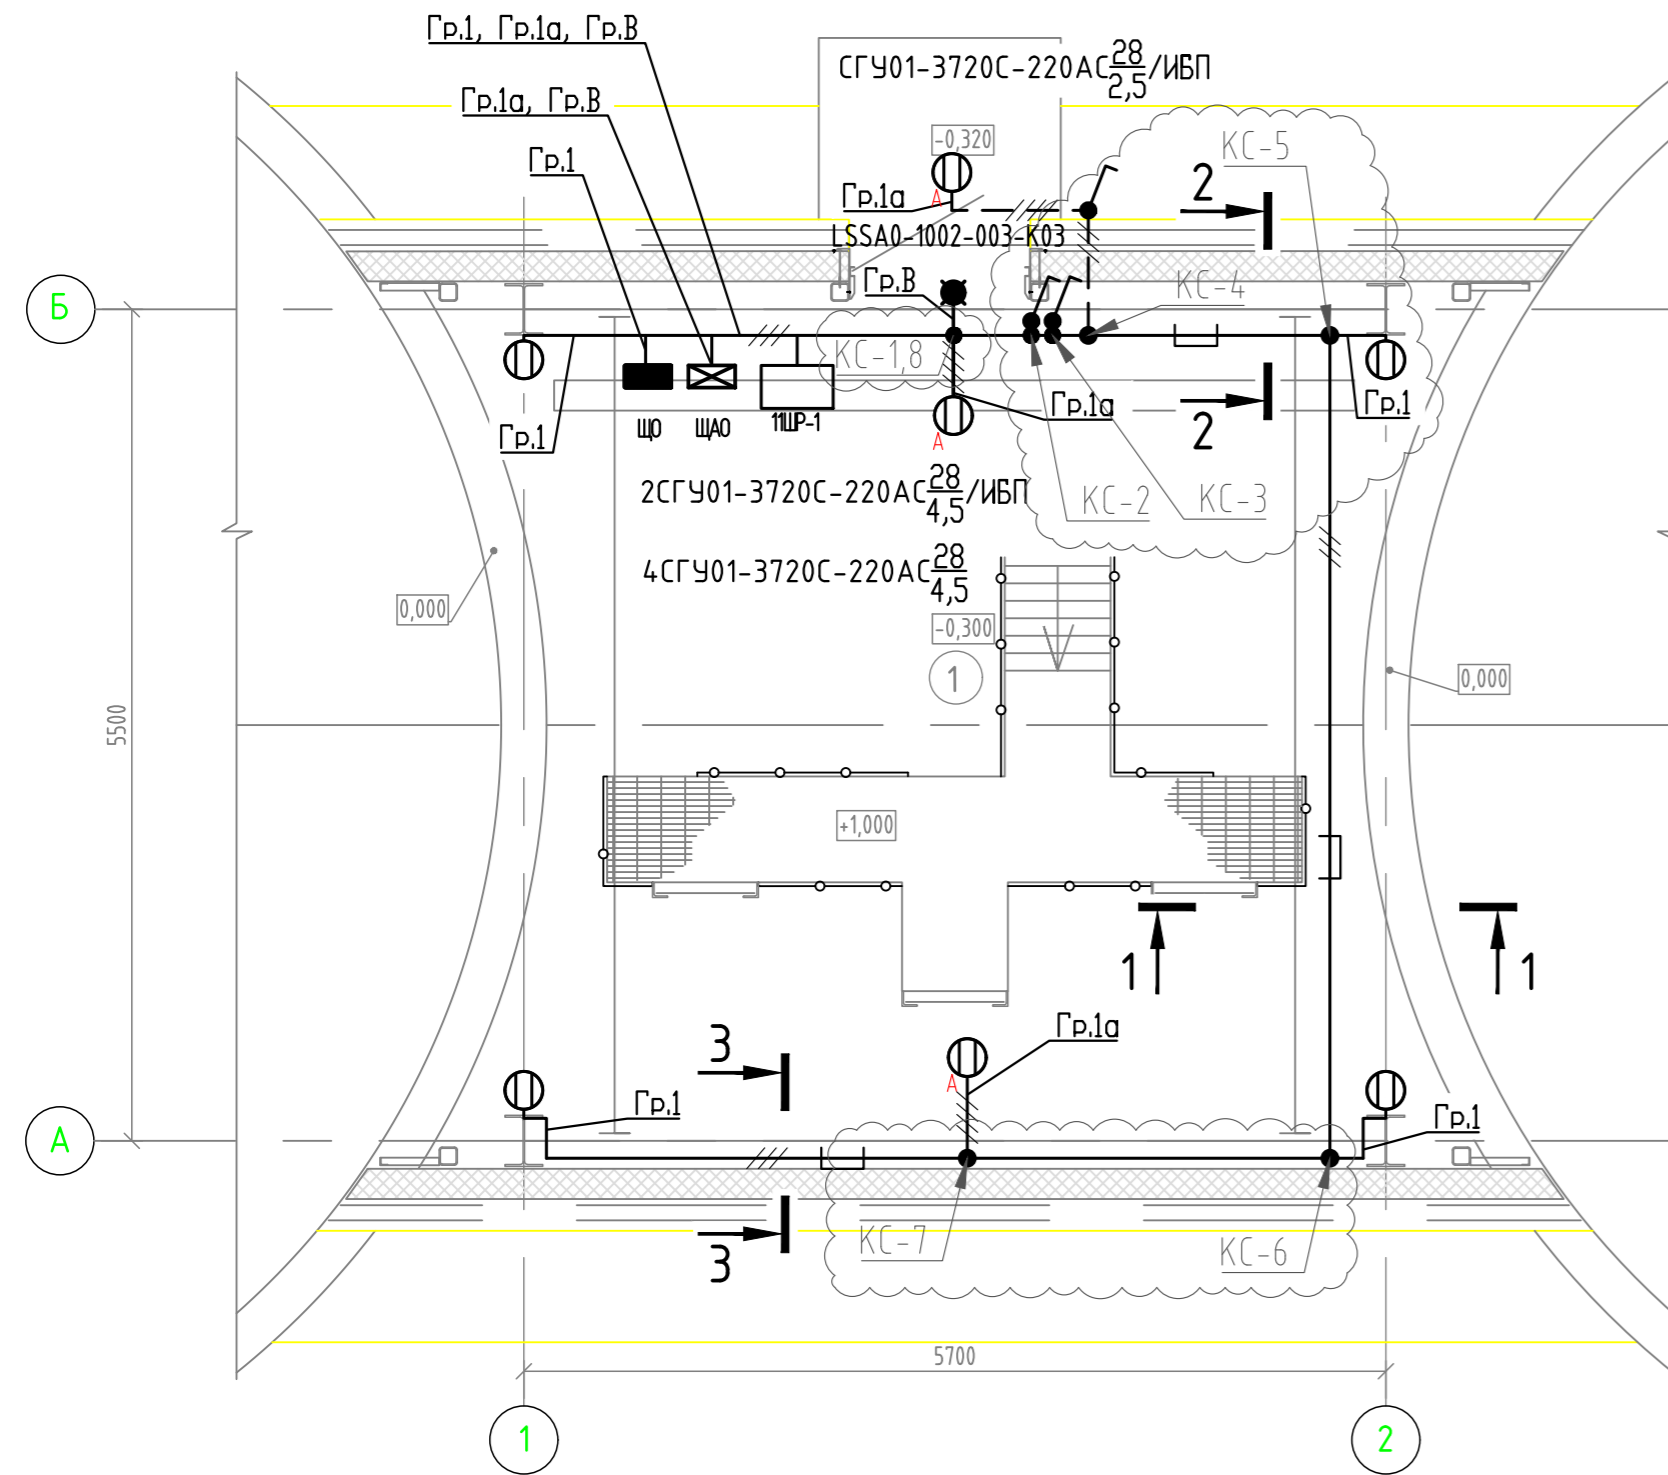 Гр.1, Гр.1а, Гр.В
СГУ01-3720С-220АС 28/2,5 /ИБП
Гр.1а, Гр.В
-0,320
КС-5
Гр.1
2
Гр.1а
А
LSSA0-1002-003-К03
Гр.В
КС-4
Б
КС-1,8
Гр.1а
Гр.1
Гр.1
ЩО
ЩАО
11ШР-1
А
2
2СГУ01-3720С-220АС 28/4,5 /ИБП
КС-2
КС-3
4СГУ01-3720С-220АС 28/4,5
0,000
-0,300
1
0,000
5500
+1,000
1
1
3
Гр.1а
А
Гр.1
Гр.1
А
КС-7
КС-6
3
5700
1
2